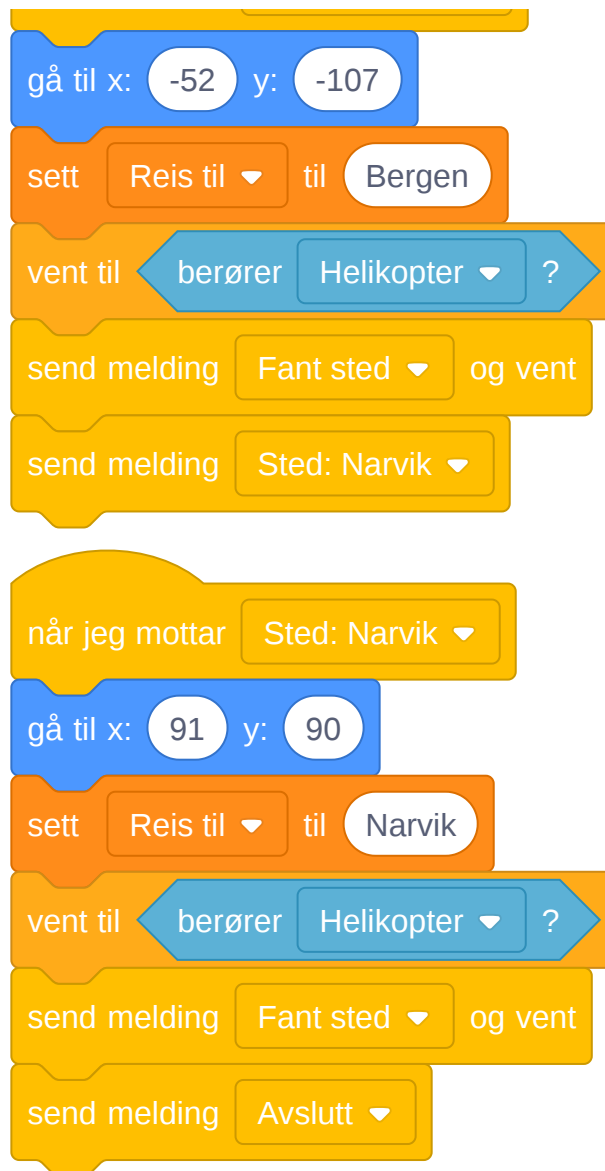 gå til x: -52 y: -107
sett Reis til til Bergen
vent til berører Helikopter ?
send melding Fant sted og vent
send melding Sted: Narvik
når jeg mottar Sted: Narvik
gå til x: 91 y: 90
sett Reis til til Narvik
vent til berører Helikopter ?
send melding Fant sted og vent
send melding Avslutt